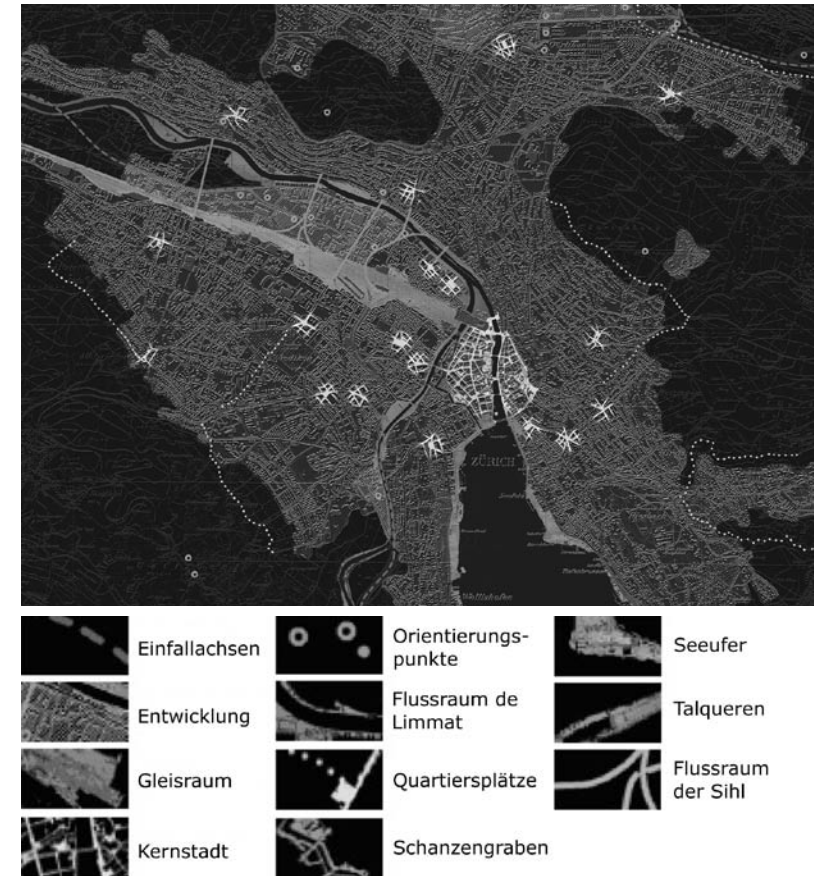 ZÜRICH
Einfallachsen
Orientierungs-
punkte
Seeufer
Entwicklung
Flussraum de
Limmat
Talqueren
Gleisraum
Quartiersplätze
Flussraum
der Sihl
Kernstadt
Schanzengraben